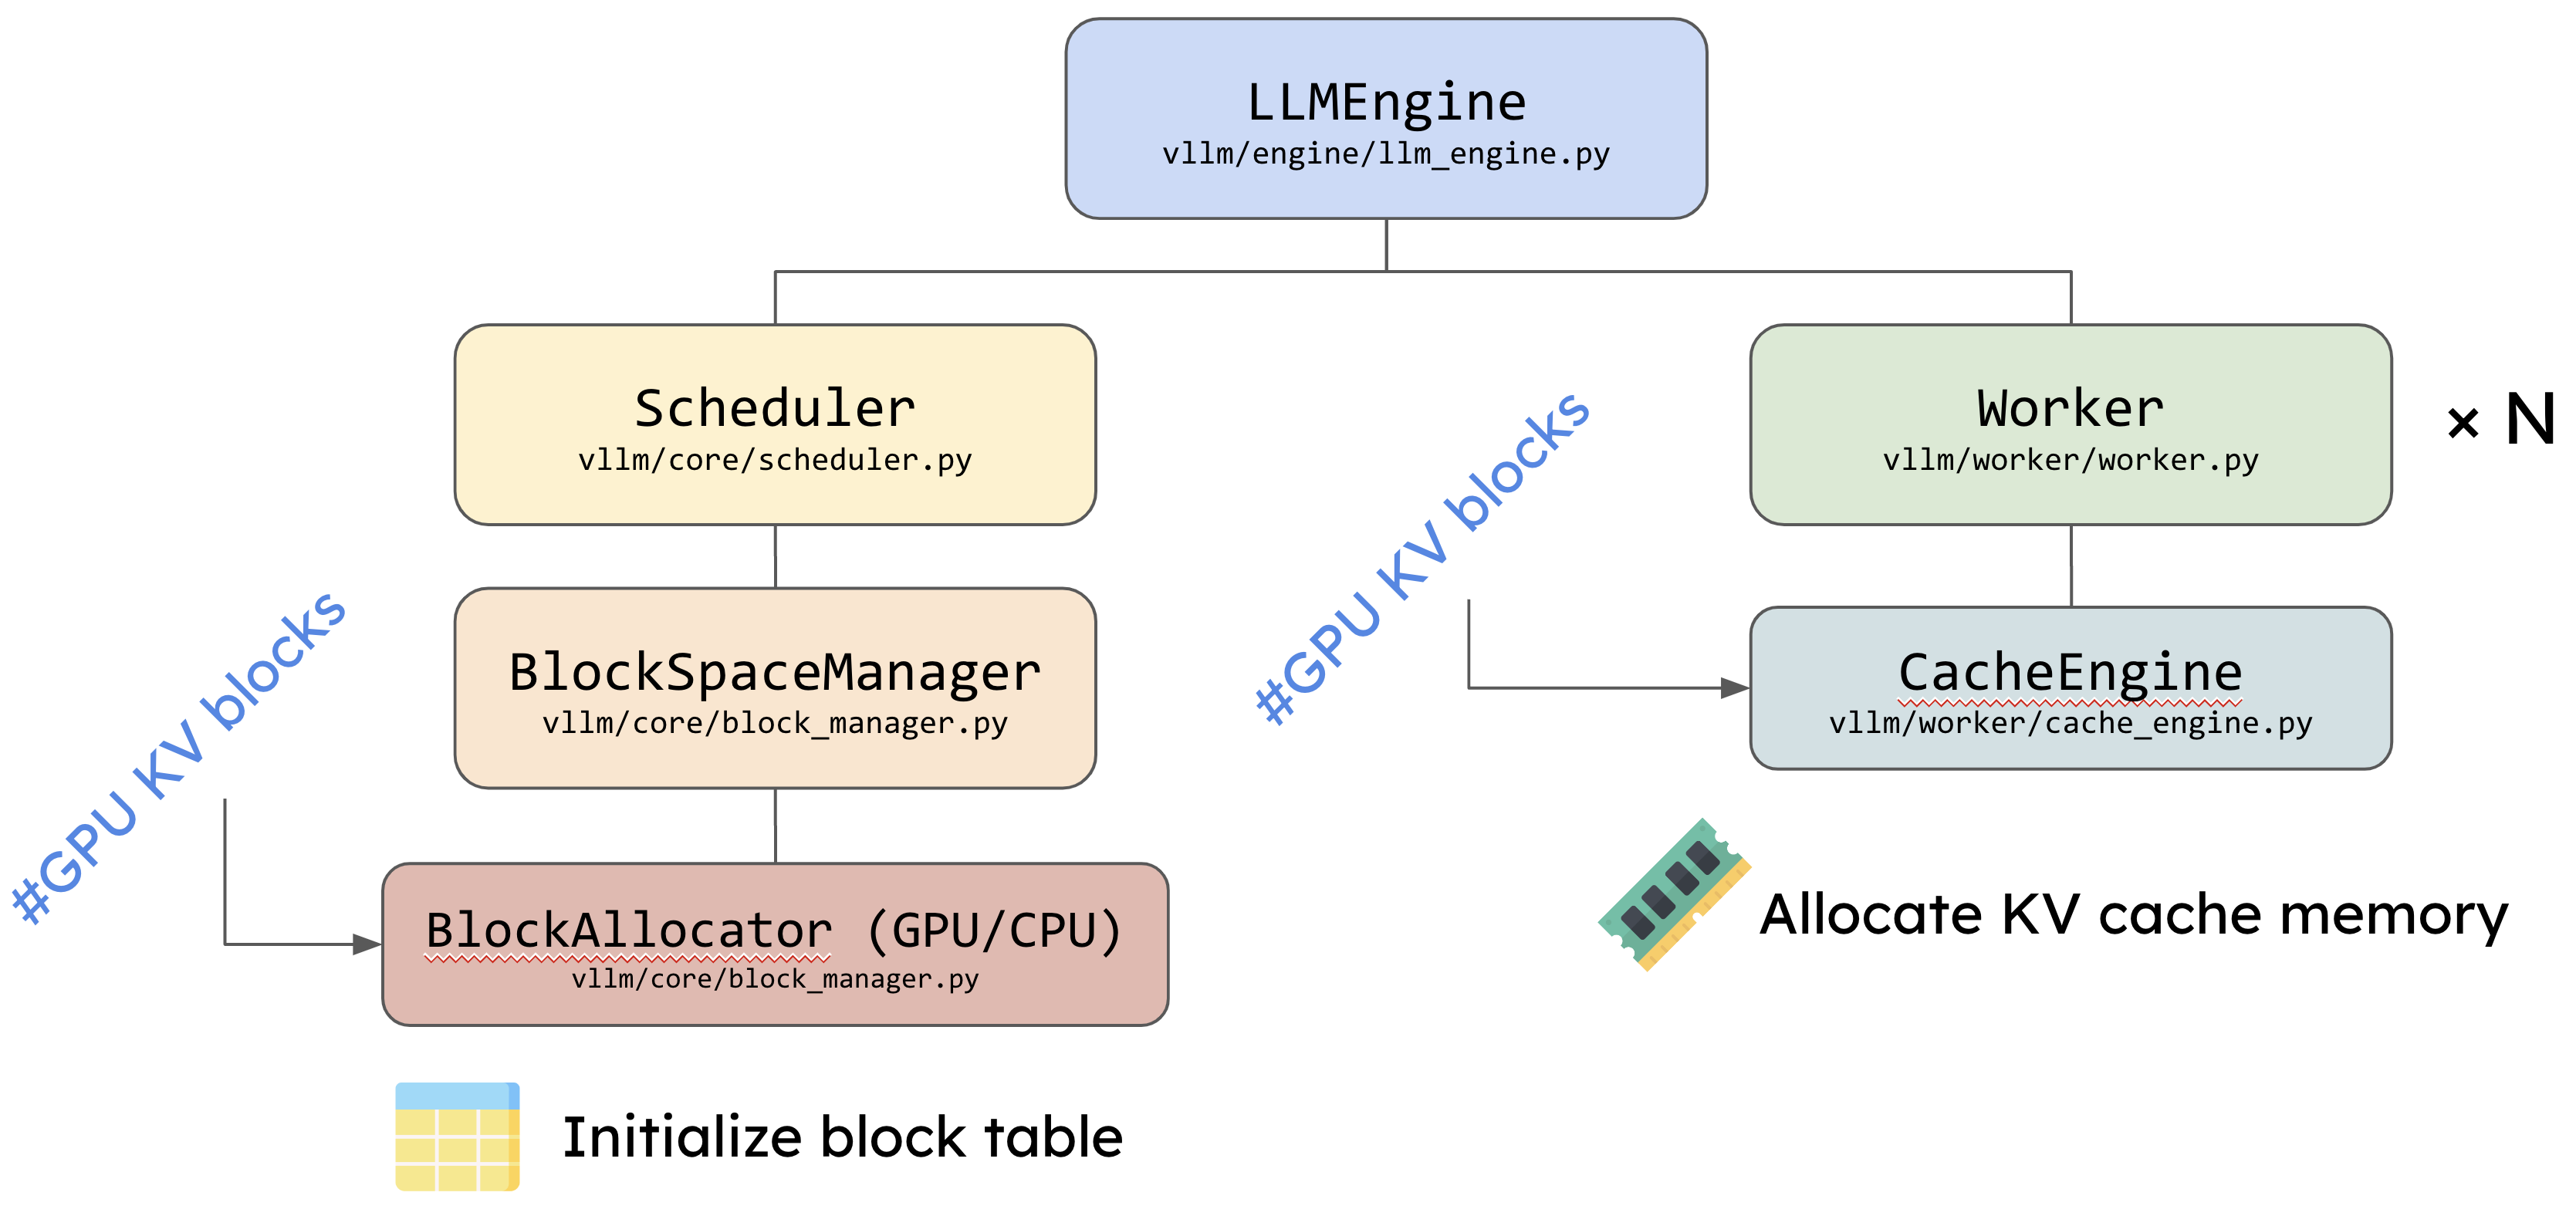 LLMEngine
vllm/engine/llm_engine.py
Scheduler
vllm/core/scheduler.py
Worker
vllm/worker/worker.py
× N
#GPU KV blocks
#GPU KV blocks
BlockSpaceManager
vllm/core/block_manager.py
CacheEngine
vllm/worker/cache_engine.py
BlockAllocator (GPU/CPU)
vllm/core/block_manager.py
Allocate KV cache memory
Initialize block table